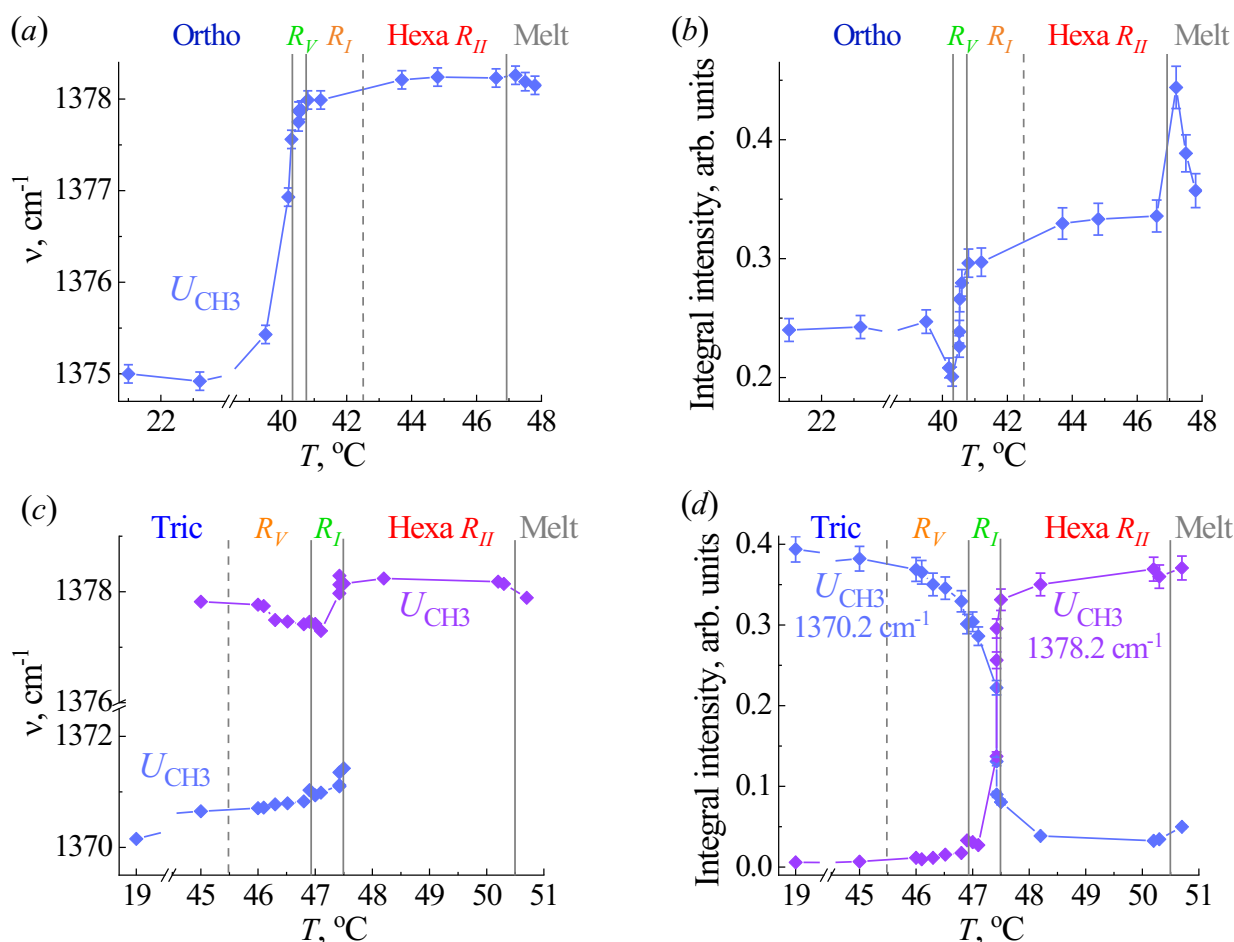 (a)
Ortho R_V R_I Hexa R_II Melt
1378
1377
1376
1375
ν, cm⁻¹
U_CH3
22 40 42 44 46 48
T, ºC
(b)
Ortho R_V R_I Hexa R_II Melt
0.4
0.3
0.2
Integral intensity, arb. units
22 40 42 44 46 48
T, ºC
(c)
Tric R_V R_I Hexa R_II Melt
1378
1376
1372
1370
ν, cm⁻¹
U_CH3
U_CH3
19 45 46 47 48 49 50 51
T, ºC
(d)
Tric R_V R_I Hexa R_II Melt
0.4
0.3
0.2
0.1
0.0
Integral intensity, arb. units
U_CH3
1370.2 cm⁻¹
U_CH3
1378.2 cm⁻¹
19 45 46 47 48 49 50 51
T, ºC